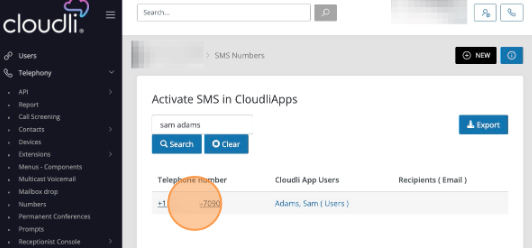 cloudli.
Search...
Users
SMS Numbers
NEW
Telephony
API
Report
Call Screening
Contacts
Devices
Extensions
Menus - Components
Multicast Voicemail
Mailbox drop
Numbers
Permanent Conferences
Prompts
Receptionist Console
Activate SMS in CloudliApps
sam adams
Export
Search Clear
Telephone number Cloudli App Users Recipients ( Email )
+1 -7090 Adams, Sam ( Users )